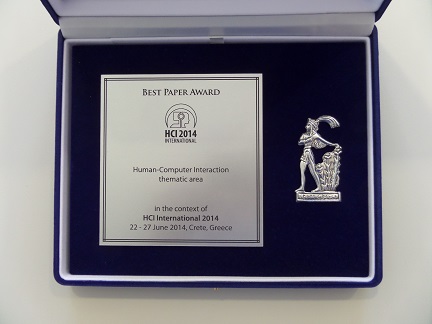 BEST PAPER AWARD
HCI 2014
INTERNATIONAL
Human-Computer Interaction
thematic area
in the context of
HCI International 2014
22 - 27 June 2014, Crete, Greece